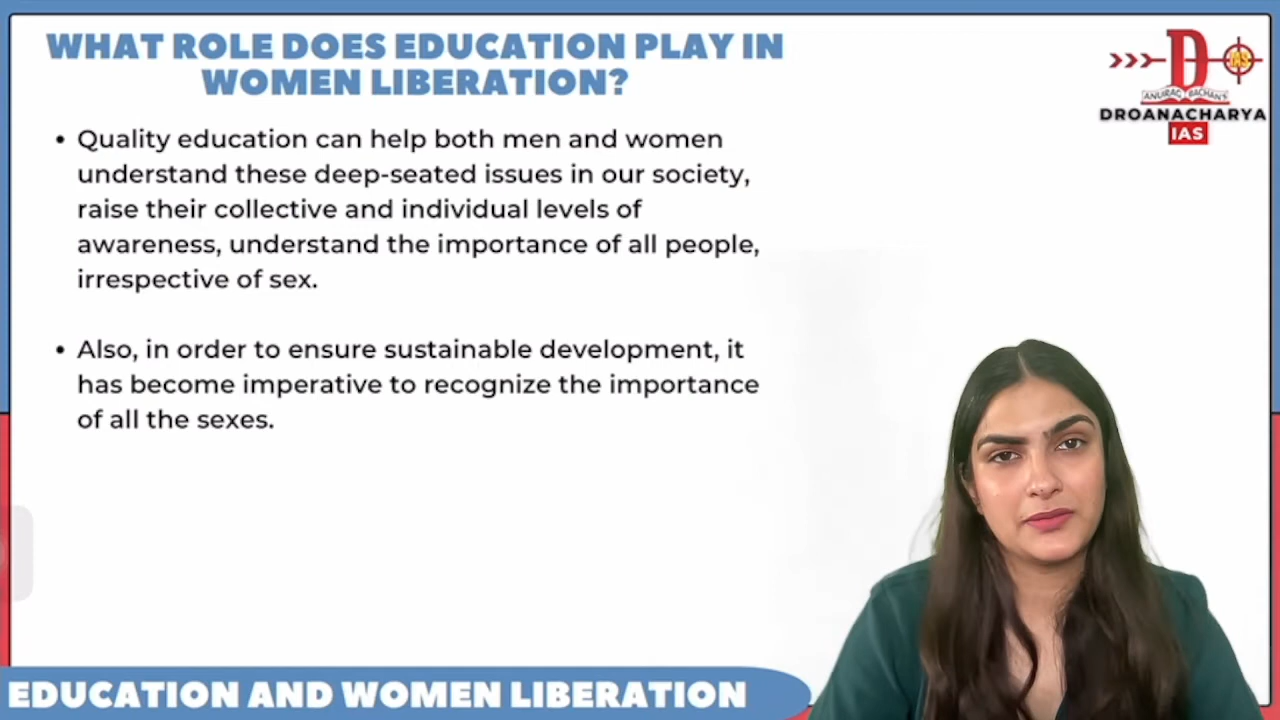 WHAT ROLE DOES EDUCATION PLAY IN
WOMEN LIBERATION?
• Quality education can help both men and women
understand these deep-seated issues in our society,
raise their collective and individual levels of
awareness, understand the importance of all people,
irrespective of sex.
• Also, in order to ensure sustainable development, it
has become imperative to recognize the importance
of all the sexes.
D
IAS
ANURAG BACHAN'S
DROANACHARYA
IAS
EDUCATION AND WOMEN LIBERATION